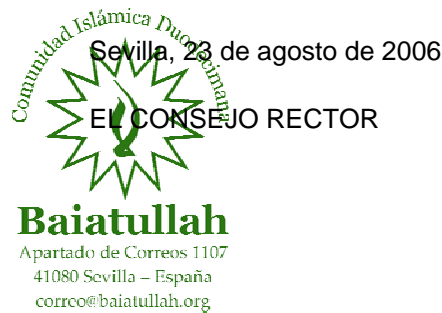 Comunidad Islámica Duodecimana
Sevilla, 23 de agosto de 2006
EL CONSEJO RECTOR
Baiatullah
Apartado de Correos 1107
41080 Sevilla – España
correo@baiatullah.org